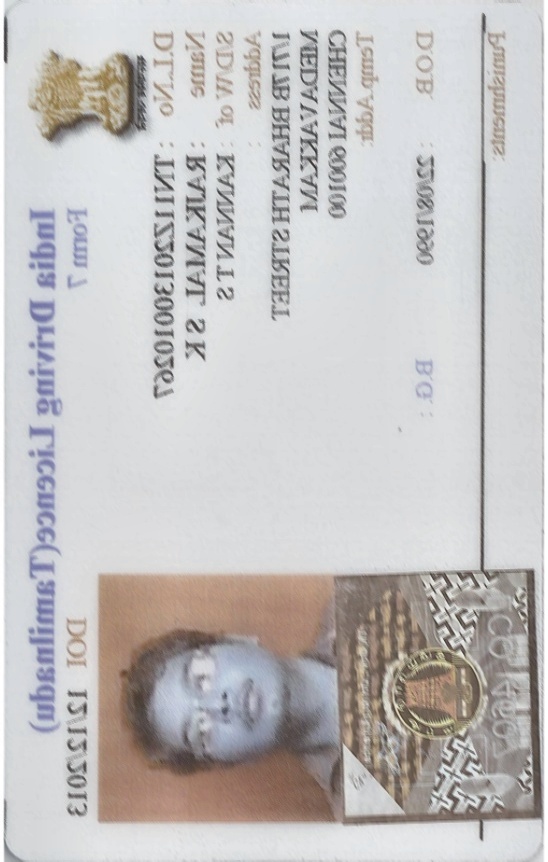 India Driving Licence(Tamilnadu)
Form 7
DOI 12/12/2013
D.L.No : TN11Z20130010267
Name : RAJKAMAL S K
S/D/W of : KANNAN T S
Address :
1/717B BHARATH STREET
MEDAVAKKAM
CHENNAI 600100
Temp.Addr.
D.O.B. : 22/08/1990 B.G :
Punishments: